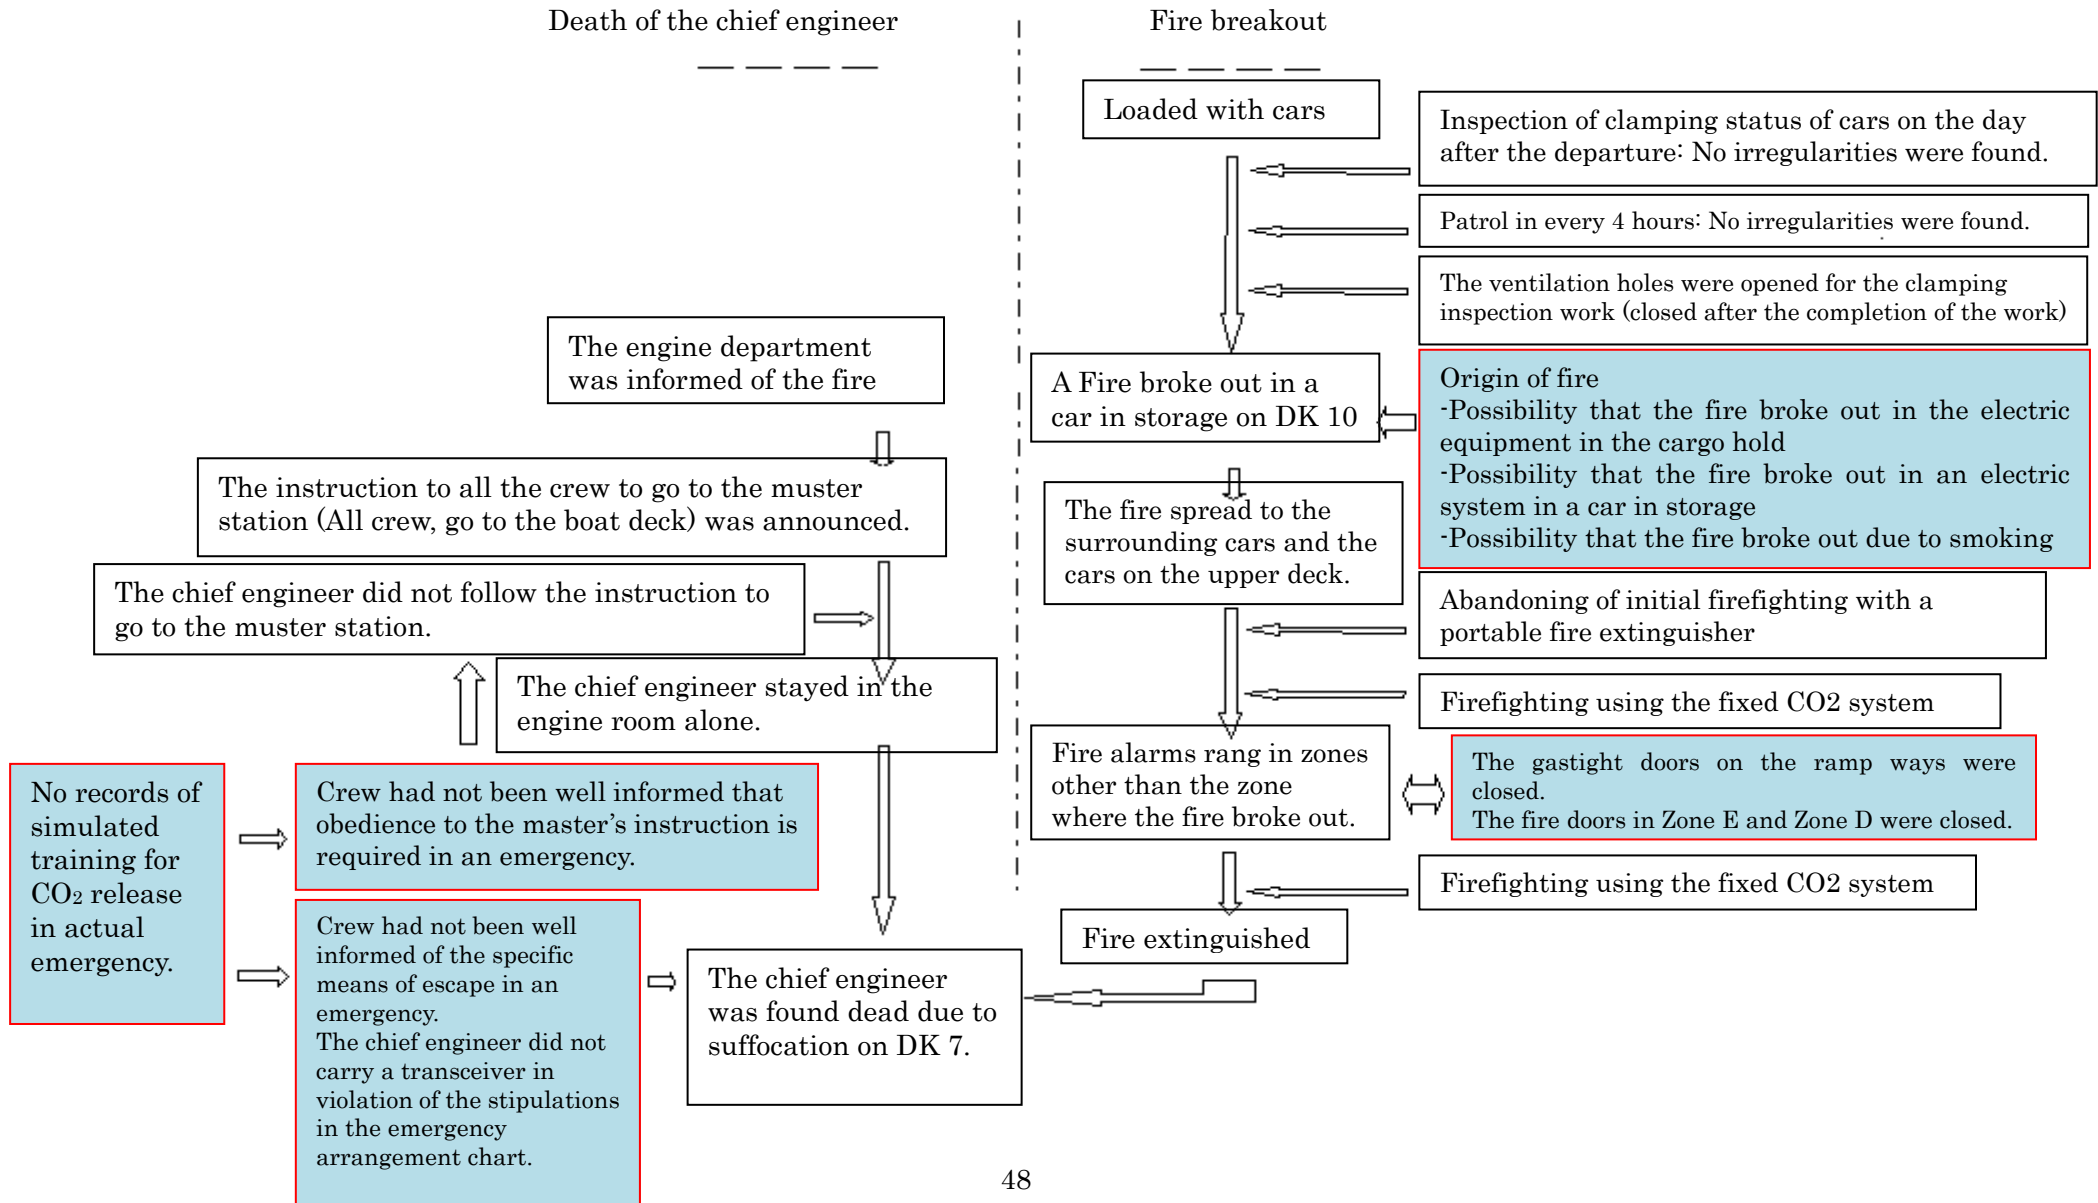 Death of the chief engineer
Fire breakout
Loaded with cars
Inspection of clamping status of cars on the day
after the departure: No irregularities were found.
Patrol in every 4 hours: No irregularities were found.
The ventilation holes were opened for the clamping
inspection work (closed after the completion of the work)
The engine department
was informed of the fire
A Fire broke out in a
car in storage on DK 10
Origin of fire
-Possibility that the fire broke out in the electric
equipment in the cargo hold
-Possibility that the fire broke out in an electric
system in a car in storage
-Possibility that the fire broke out due to smoking
The instruction to all the crew to go to the muster
station (All crew, go to the boat deck) was announced.
The fire spread to the
surrounding cars and the
cars on the upper deck.
The chief engineer did not follow the instruction to
go to the muster station.
Abandoning of initial firefighting with a
portable fire extinguisher
The chief engineer stayed in the
engine room alone.
Firefighting using the fixed CO2 system
Fire alarms rang in zones
other than the zone
where the fire broke out.
The gastight doors on the ramp ways were
closed.
The fire doors in Zone E and Zone D were closed.
No records of
simulated
training for
CO₂ release
in actual
emergency.
Crew had not been well informed that
obedience to the master’s instruction is
required in an emergency.
Firefighting using the fixed CO2 system
Crew had not been well
informed of the specific
means of escape in an
emergency.
The chief engineer did not
carry a transceiver in
violation of the stipulations
in the emergency
arrangement chart.
The chief engineer
was found dead due to
suffocation on DK 7.
Fire extinguished
48